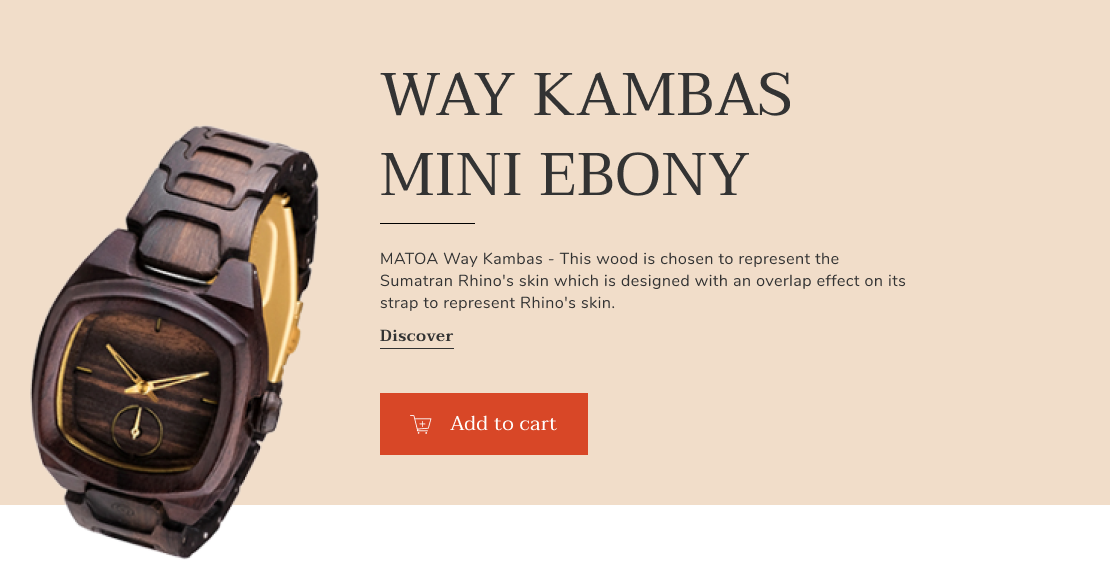 WAY KAMBAS
MINI EBONY
MATOA Way Kambas - This wood is chosen to represent the
Sumatran Rhino's skin which is designed with an overlap effect on its
strap to represent Rhino's skin.
Discover
Add to cart